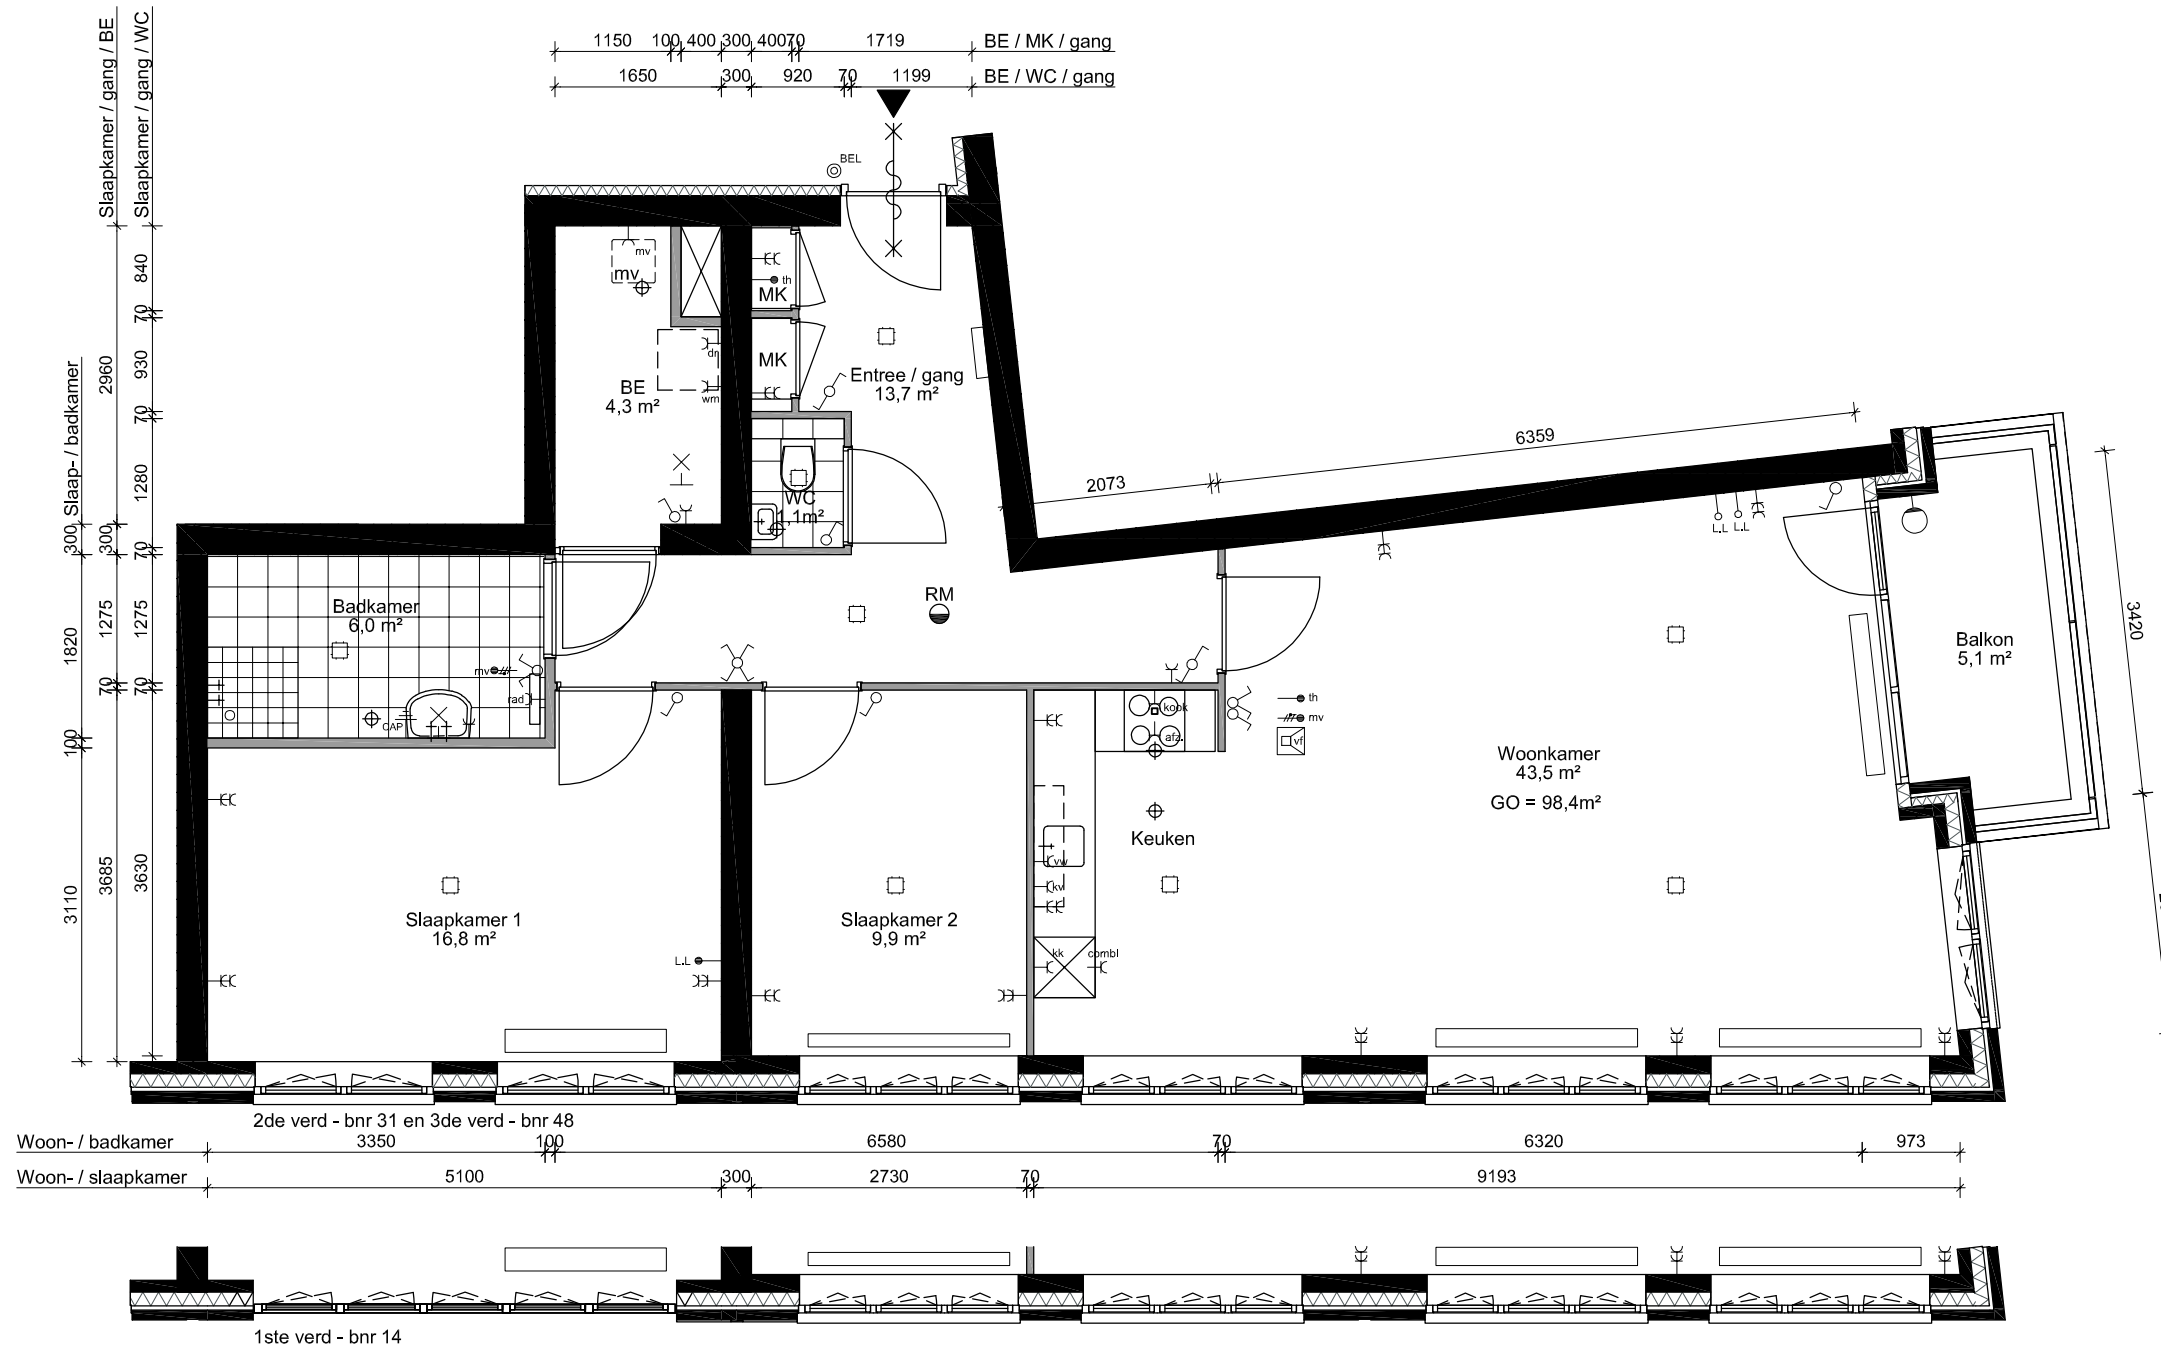 1150 100 400 300 400 70 1719 BE / MK / gang
1650 300 920 70 1199 BE / WC / gang
Slaapkamer / gang / BE
Slaapkamer / gang / WC
Slaap- / badkamer
BEL
840
70
930
70
1280
70
1275
70
3630
2960
300
1275
70
3685
300
1820
100
3110
mv
mv
th
MK
MK
dr
wm
BE
4,3 m²
Entree / gang
13,7 m²
WC
1,1m²
2073
6359
3420
RM
Badkamer
6,0 m²
mv
rad
CAP
L.L
L.L
Balkon
5,1 m²
kook
afz.
th
mv
vf
Woonkamer
43,5 m²
GO = 98,4m²
Keuken
vw
kv
kk
combi
Slaapkamer 1
16,8 m²
L.L
Slaapkamer 2
9,9 m²
2de verd - bnr 31 en 3de verd - bnr 48
Woon- / badkamer 3350 100 6580 70 6320 973
Woon- / slaapkamer 5100 300 2730 70 9193
1ste verd - bnr 14